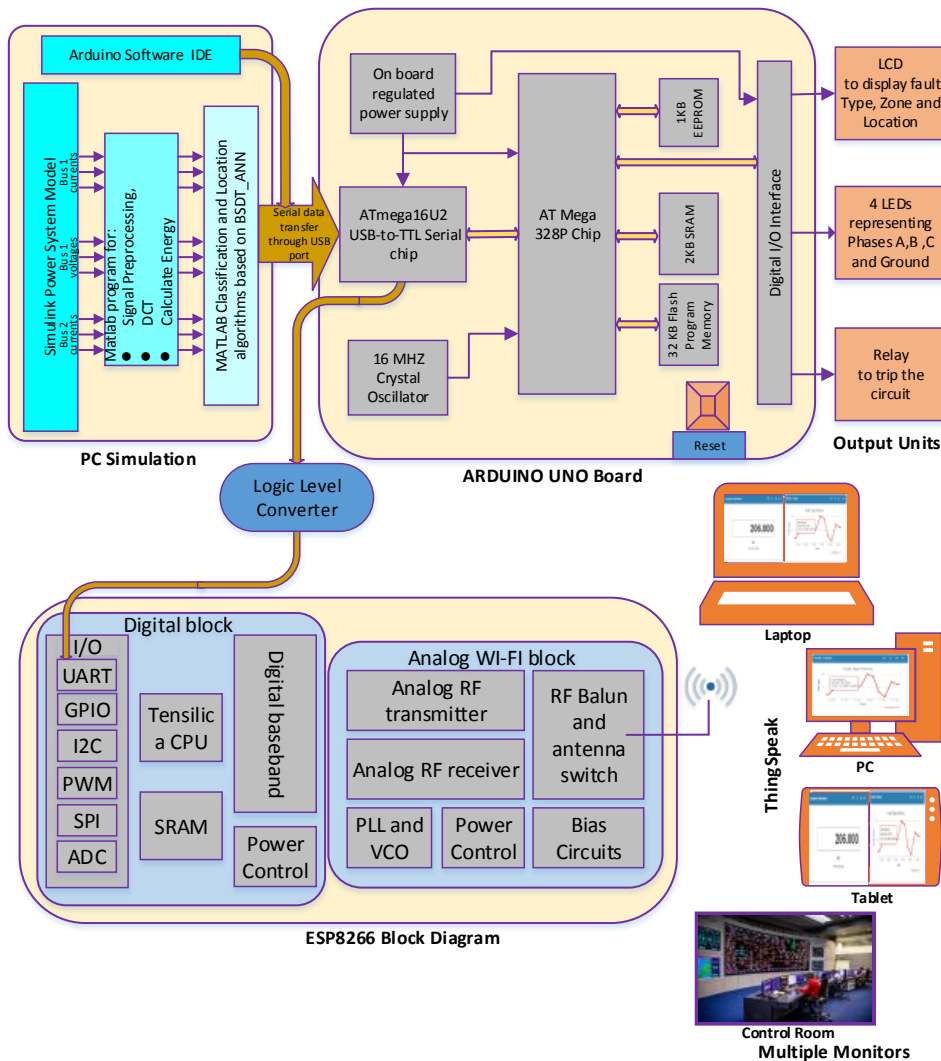 Arduino Software IDE
Simulink Power System Model
Bus 1
currents
Bus 1
voltages
Bus 2
currents
Matlab program for:
Signal Preprocessing,
DCT
Calculate Energy
MATLAB Classification and Location
algorithms based on BSDT_ANN
PC Simulation
Serial data
transfer
through USB
port
On board
regulated
power supply
ATmega16U2
USB-to-TTL Serial
chip
16 MHZ
Crystal
Oscillator
AT Mega
328P Chip
1KB
EEPROM
2KB SRAM
32 KB Flash
Program
Memory
Digital I/O Interface
Reset
ARDUINO UNO Board
LCD
to display fault
Type, Zone and
Location
4 LEDs
representing
Phases A,B ,C
and Ground
Relay
to trip the
circuit
Output Units
Logic Level
Converter
Digital block
I/O
UART
GPIO
I2C
PWM
SPI
ADC
Tensilic
a CPU
SRAM
Digital baseband
Power
Control
Analog WI-FI block
Analog RF
transmitter
Analog RF receiver
RF Balun
and
antenna
switch
PLL and
VCO
Power
Control
Bias
Circuits
ESP8266 Block Diagram
206.800
Laptop
ThingSpeak
PC
206.800
Tablet
Control Room
Multiple Monitors